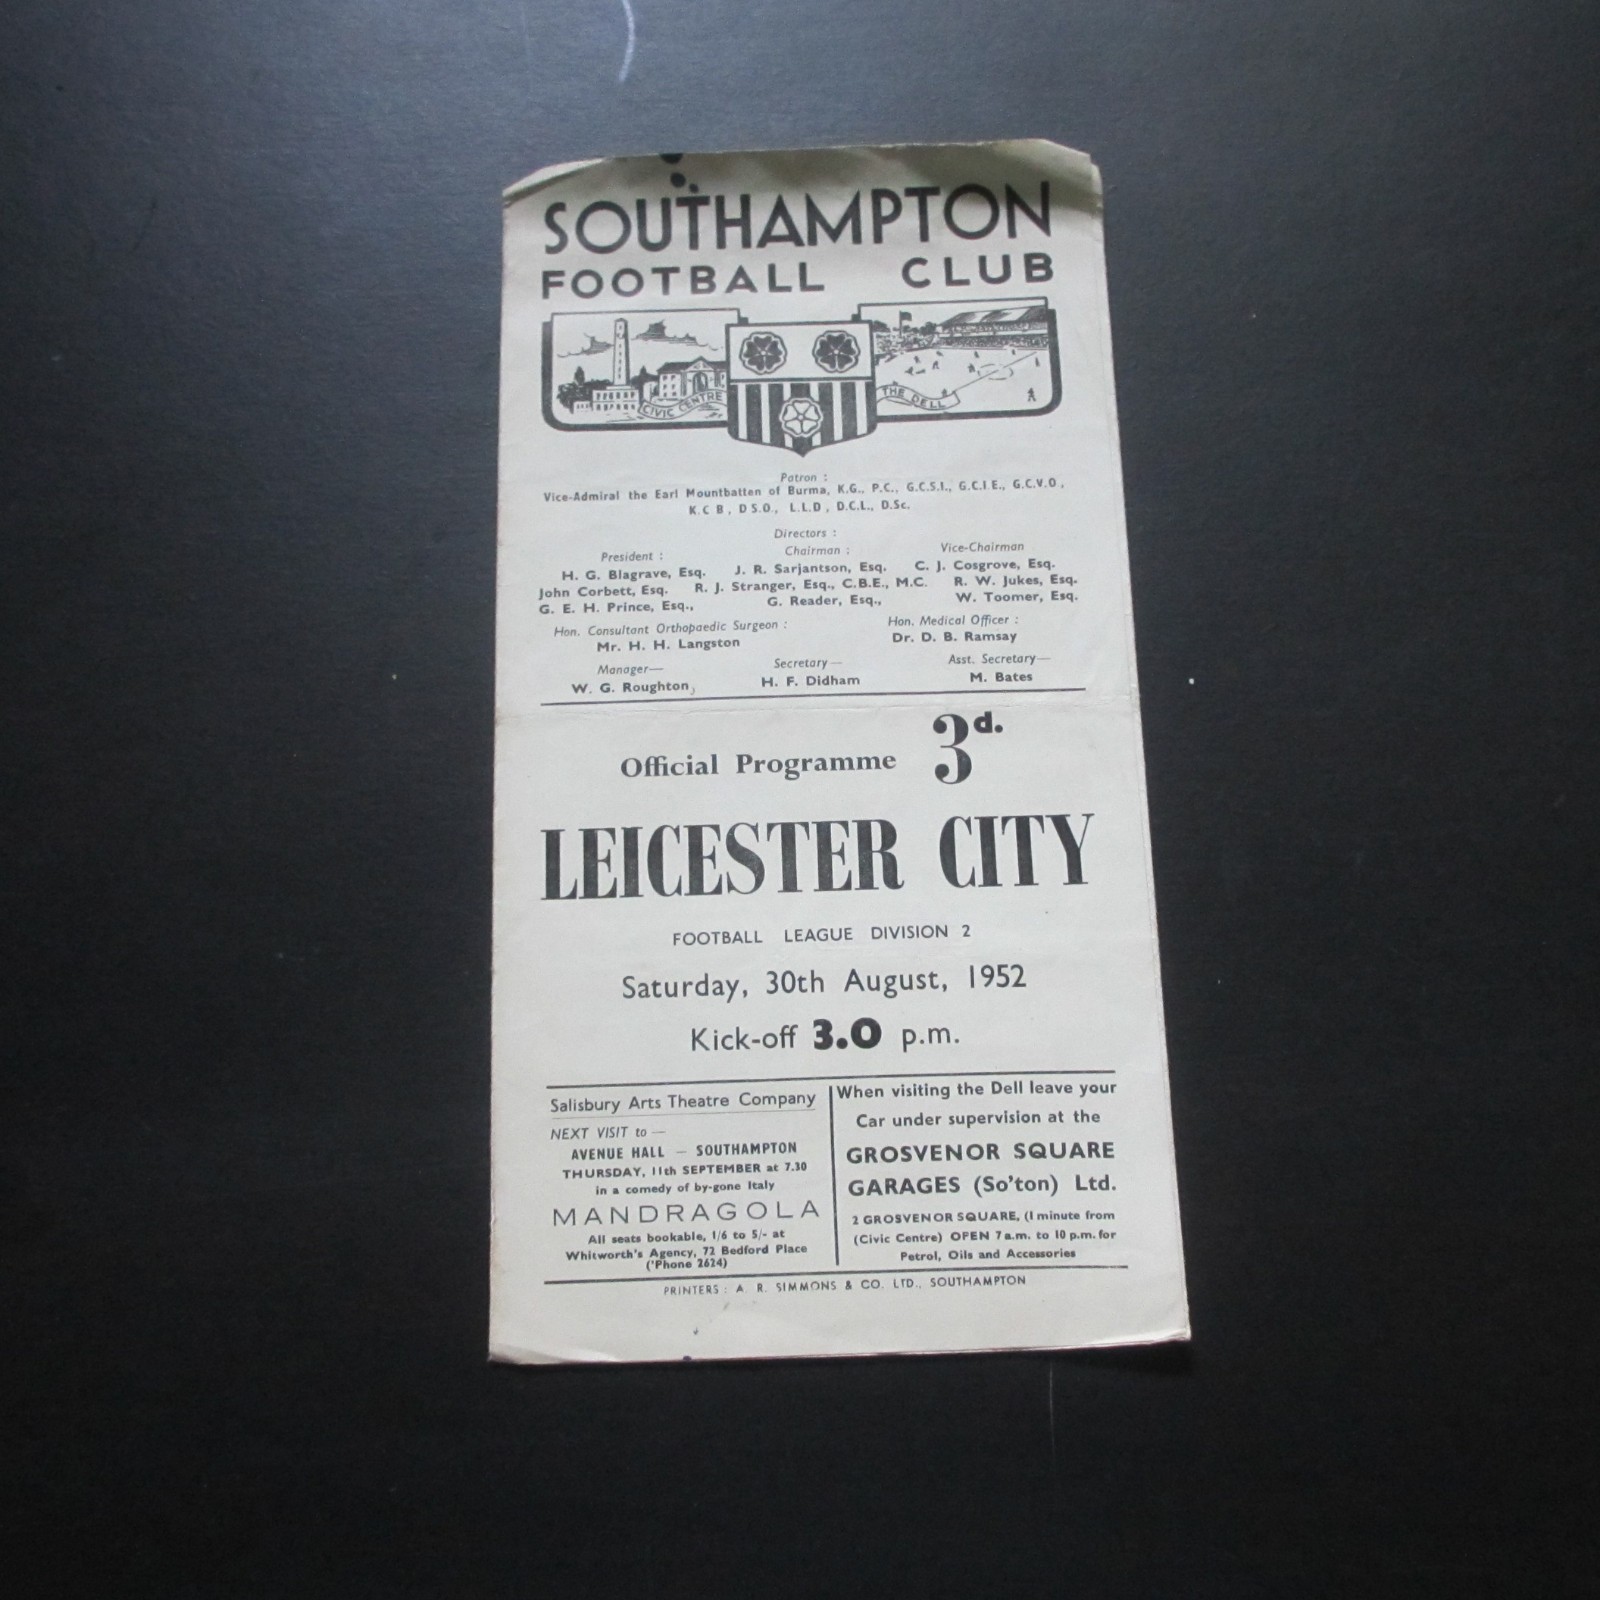 SOUTHAMPTON
FOOTBALL CLUB
CIVIC CENTRE
THE DELL
Patron :
Vice-Admiral the Earl Mountbatten of Burma, K.G., P.C., G.C.S.I., G.C.I.E., G.C.V.O.,
K.C B, D S.O., L.L.D, D.C.L., D.Sc.
Directors :
President : Chairman : Vice-Chairman
H. G. Blagrave, Esq. J. R. Sarjantson, Esq. C. J. Cosgrove, Esq.
John Corbett, Esq. R. J. Stranger, Esq., C.B.E., M.C. R. W. Jukes, Esq.
G. E. H. Prince, Esq., G. Reader, Esq., W. Toomer, Esq.
Hon. Consultant Orthopaedic Surgeon : Hon. Medical Officer :
Mr. H. H. Langston Dr. D. B. Ramsay
Manager— Secretary— Asst. Secretary—
W. G. Roughton, H. F. Didham M. Bates
Official Programme 3d.
LEICESTER CITY
FOOTBALL LEAGUE DIVISION 2
Saturday, 30th August, 1952
Kick-off 3.0 p.m.
Salisbury Arts Theatre Company
NEXT VISIT to —
AVENUE HALL — SOUTHAMPTON
THURSDAY, 11th SEPTEMBER at 7.30
in a comedy of by-gone Italy
MANDRAGOLA
All seats bookable, 1/6 to 5/- at
Whitworth's Agency, 72 Bedford Place
('Phone 2624)
When visiting the Dell leave your
Car under supervision at the
GROSVENOR SQUARE
GARAGES (So'ton) Ltd.
2 GROSVENOR SQUARE, (1 minute from
(Civic Centre) OPEN 7 a.m. to 10 p.m. for
Petrol, Oils and Accessories
PRINTERS : A. R. SIMMONS & CO. LTD., SOUTHAMPTON